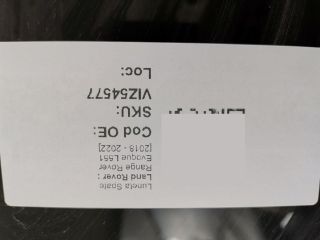 Luneta Spate
Land Rover :
Range Rover
Evoque L551
[2018 - 2022]
Cod OE:
SKU:
VIZ54577
Loc: